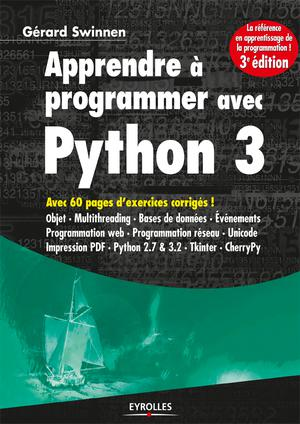 Gérard Swinnen
La référence
en apprentissage de
la programmation !
3e édition
Apprendre à
programmer avec
Python 3
Avec 60 pages d’exercices corrigés !
Objet • Multithreading • Bases de données • Événements
Programmation web • Programmation réseau • Unicode
Impression PDF • Python 2.7 & 3.2 • Tkinter • CherryPy
EYROLLES